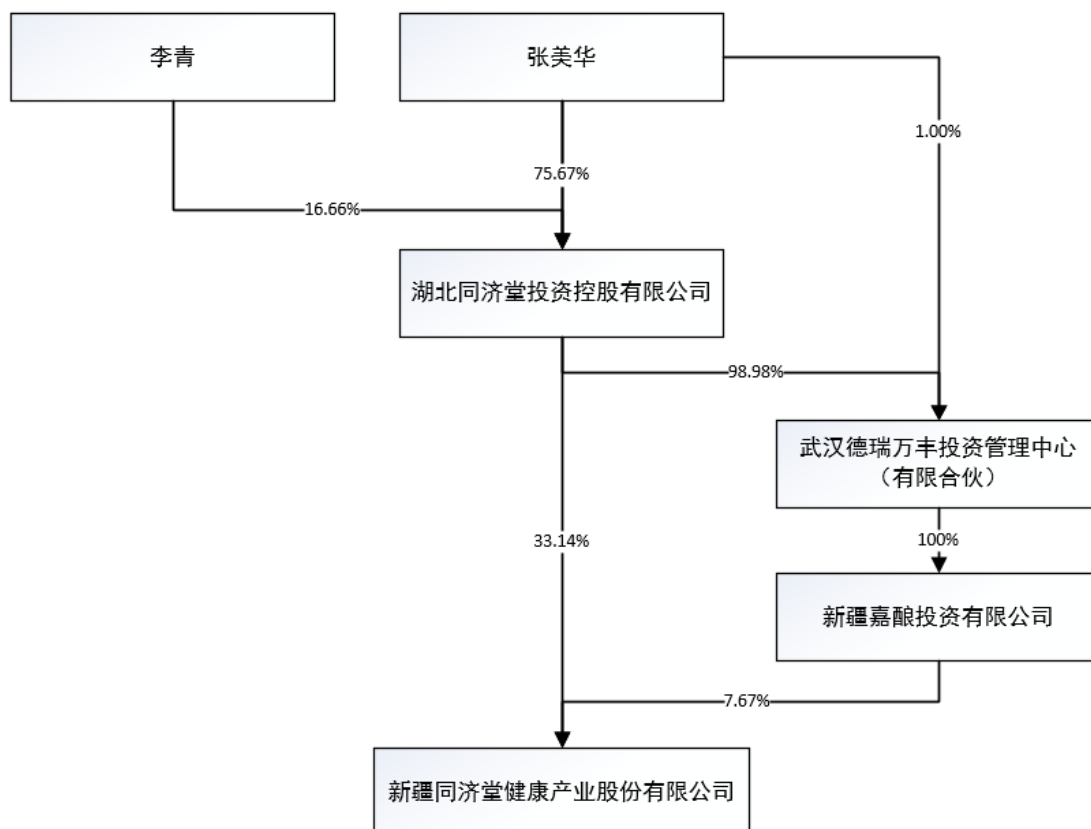 李青
张美华
1.00%
75.67%
16.66%
湖北同济堂投资控股有限公司
98.98%
武汉德瑞万丰投资管理中心
（有限合伙）
33.14%
100%
新疆嘉酿投资有限公司
7.67%
新疆同济堂健康产业股份有限公司